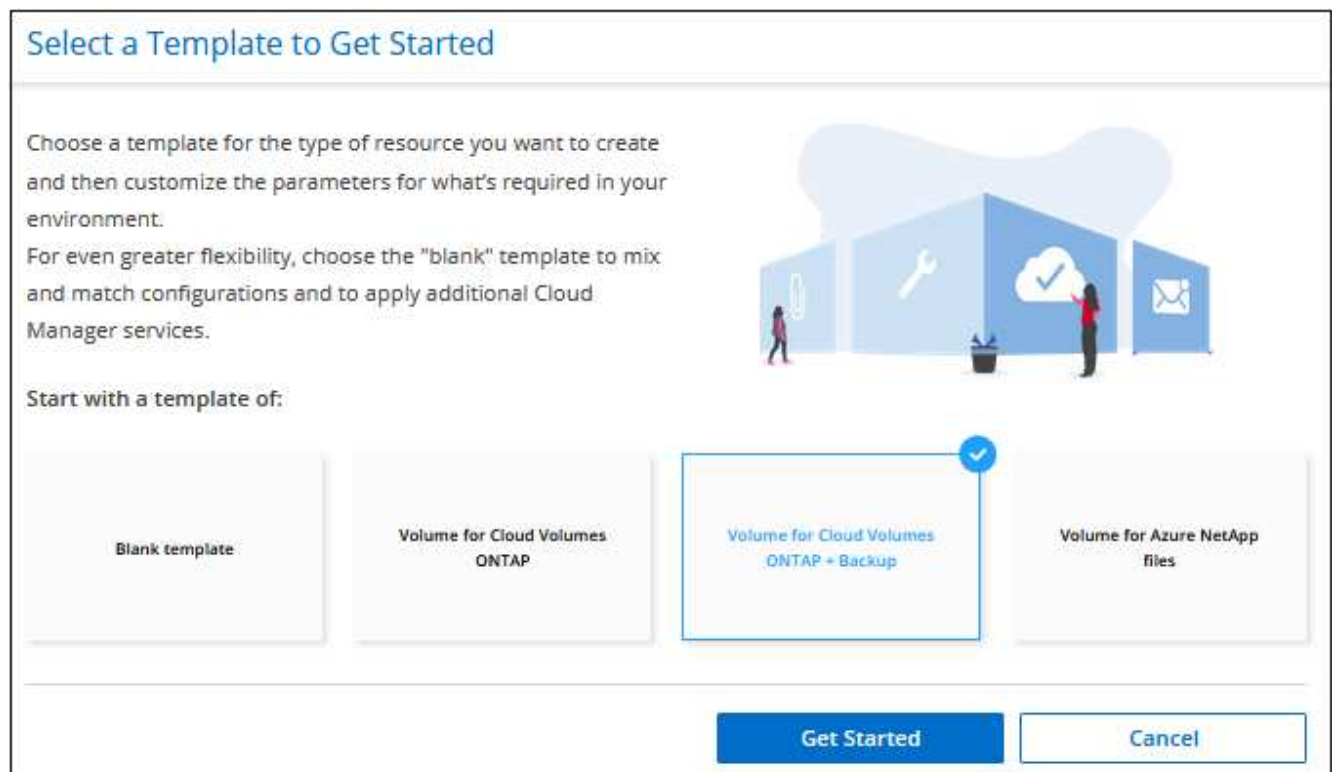 Select a Template to Get Started
Choose a template for the type of resource you want to create
and then customize the parameters for what's required in your
environment.
For even greater flexibility, choose the "blank" template to mix
and match configurations and to apply additional Cloud
Manager services.
Start with a template of:
Blank template
Volume for Cloud Volumes
ONTAP
Volume for Cloud Volumes
ONTAP + Backup
Volume for Azure NetApp
files
Get Started
Cancel